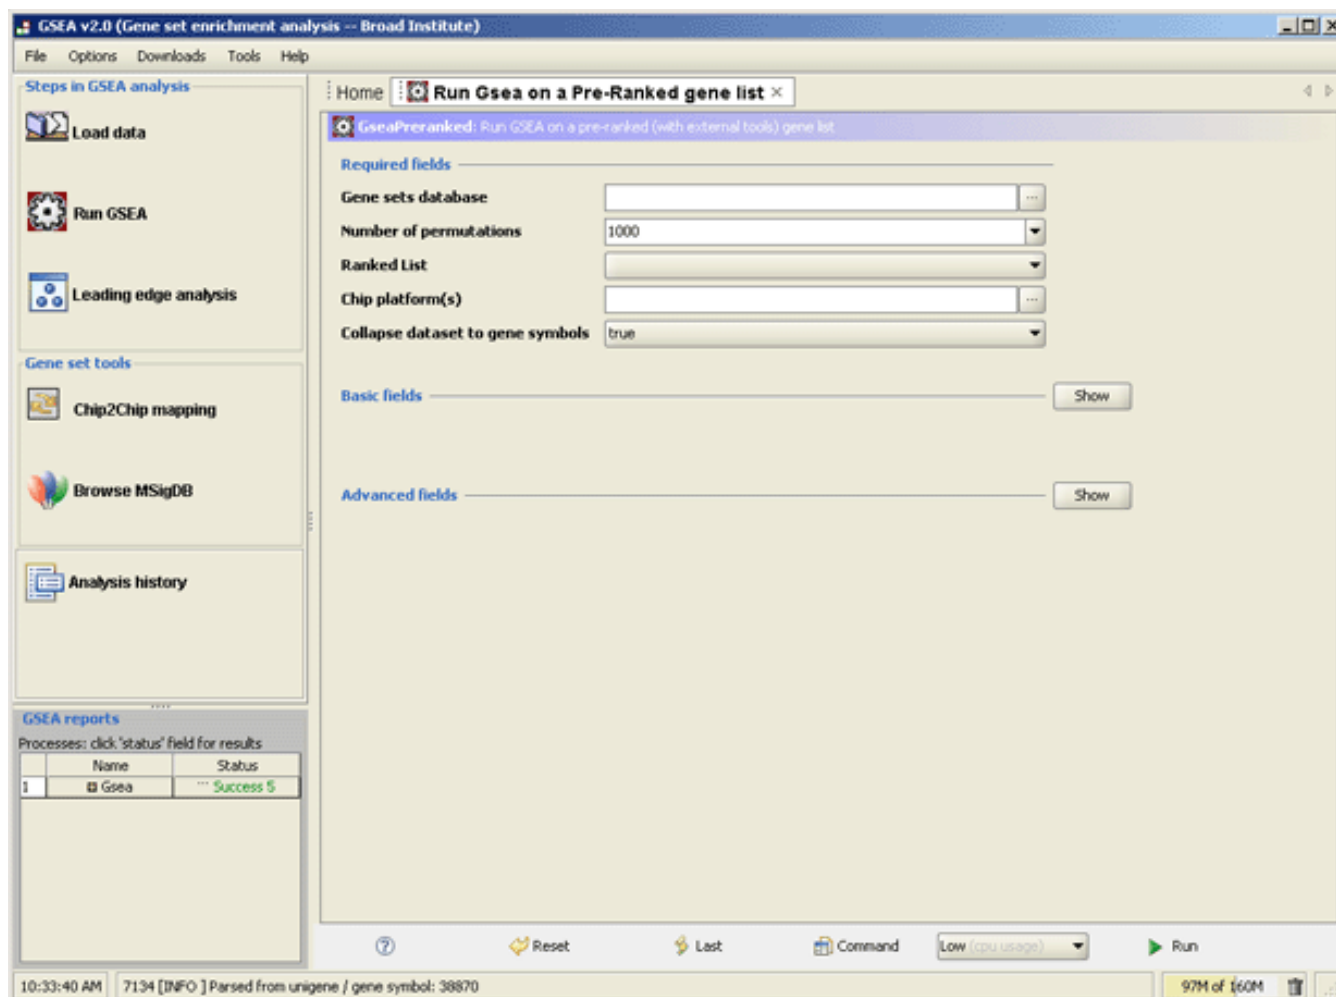 GSEA v2.0 (Gene set enrichment analysis -- Broad Institute)
File Options Downloads Tools Help
Steps in GSEA analysis
Load data
Run GSEA
Leading edge analysis
Gene set tools
Chip2Chip mapping
Browse MSigDB
Analysis history
GSEA reports
Processes: click 'status' field for results
Name Status
1 Gsea ... Success 5
Home Run Gsea on a Pre-Ranked gene list ×
GseaPreranked: Run GSEA on a pre-ranked (with external tools) gene list
Required fields
Gene sets database ...
Number of permutations 1000
Ranked List
Chip platform(s) ...
Collapse dataset to gene symbols true
Basic fields Show
Advanced fields Show
? Reset Last Command Low (cpu usage) Run
10:33:40 AM 7134 [INFO ] Parsed from unigene / gene symbol: 38870 97M of 160M